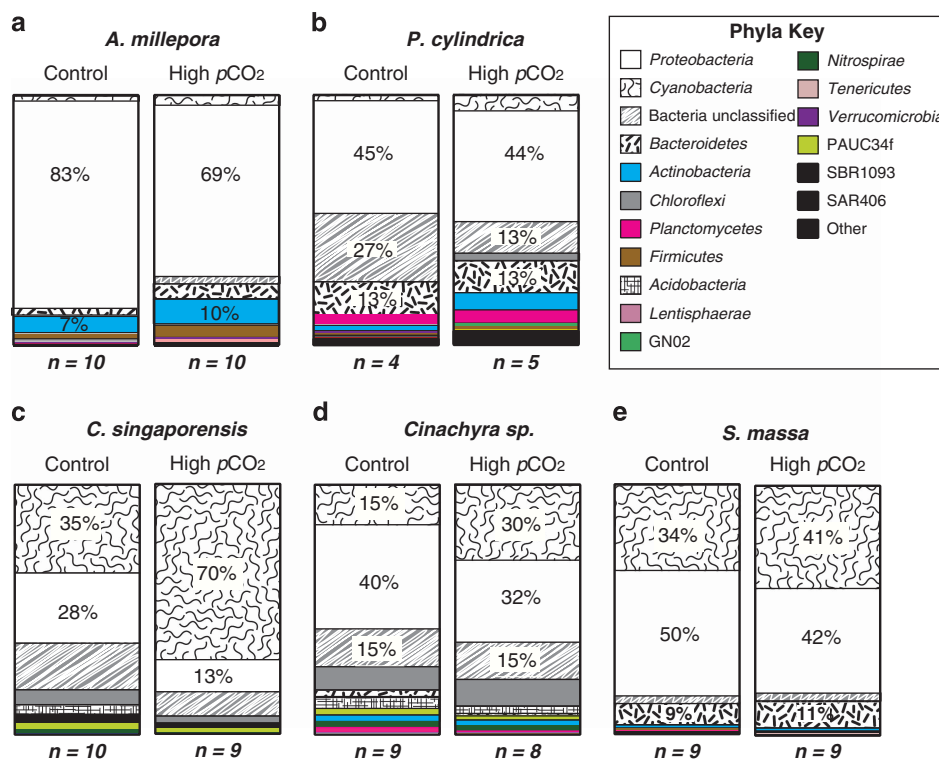 a
A. millepora
Control
High pCO2
83%
7%
69%
10%
n = 10
n = 10
b
P. cylindrica
Control
High pCO2
45%
27%
13%
44%
13%
13%
n = 4
n = 5
Phyla Key
Proteobacteria
Cyanobacteria
Bacteria unclassified
Bacteroidetes
Actinobacteria
Chloroflexi
Planctomycetes
Firmicutes
Acidobacteria
Lentisphaerae
GN02
Nitrospirae
Tenericutes
Verrucomicrobia
PAUC34f
SBR1093
SAR406
Other
c
C. singaporensis
Control
High pCO2
35%
28%
70%
13%
n = 10
n = 9
d
Cinachyra sp.
Control
High pCO2
15%
40%
15%
30%
32%
15%
n = 9
n = 8
e
S. massa
Control
High pCO2
34%
50%
9%
41%
42%
11%
n = 9
n = 9